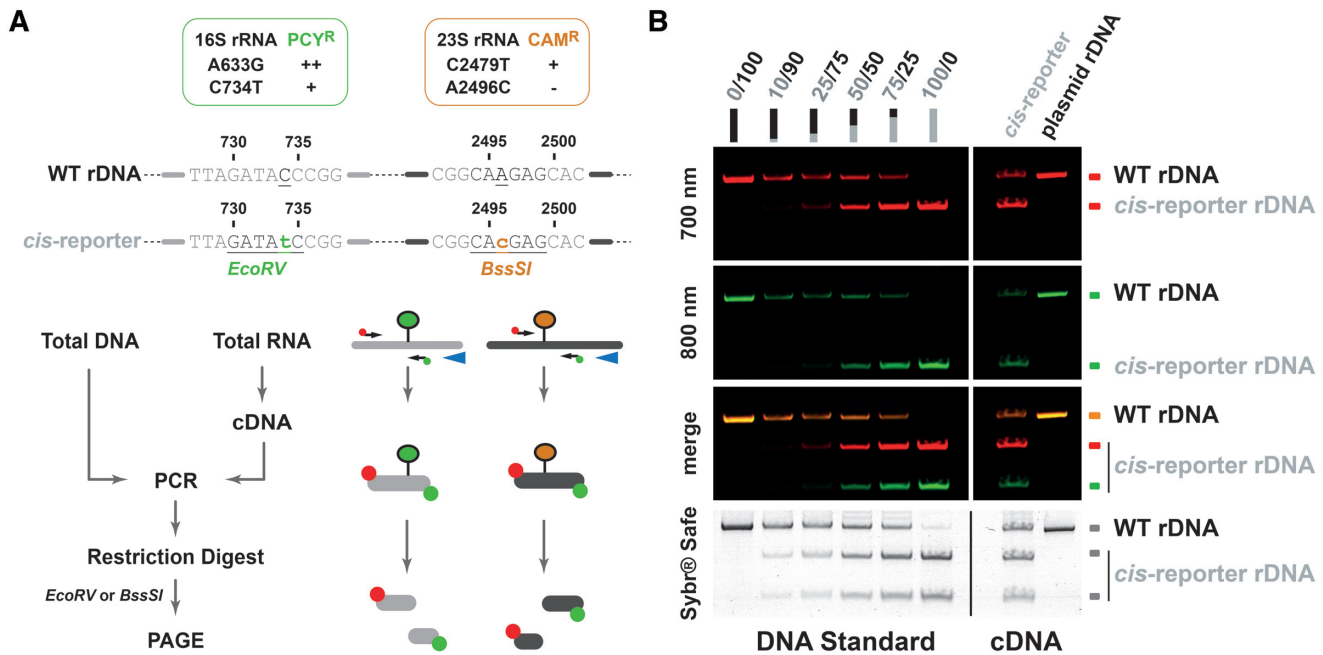 A
16S rRNA PCYR
A633G ++
C734T +
23S rRNA CAMR
C2479T +
A2496C -
730 735
2495 2500
WT rDNA TTAGATACCCGG CGGCAAGAGCAC
730 735
2495 2500
cis-reporter TTAGATAtCCGG CGGCACGAGCAC
EcoRV BssSI
Total DNA Total RNA
cDNA
PCR
Restriction Digest
EcoRV or BssSI
PAGE
B
0/100 10/90 25/75 50/50 75/25 100/0 cis-reporter plasmid rDNA
700 nm
WT rDNA
cis-reporter rDNA
800 nm
WT rDNA
cis-reporter rDNA
merge
WT rDNA
cis-reporter rDNA
Sybr® Safe
WT rDNA
cis-reporter rDNA
DNA Standard cDNA